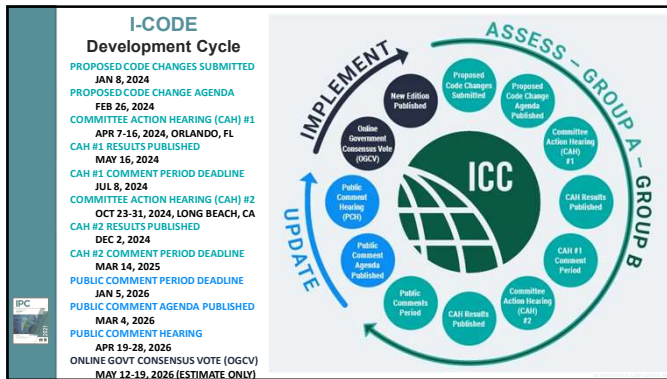 I-CODE
Development Cycle
PROPOSED CODE CHANGES SUBMITTED
JAN 8, 2024
PROPOSED CODE CHANGE AGENDA
FEB 26, 2024
COMMITTEE ACTION HEARING (CAH) #1
APR 7-16, 2024, ORLANDO, FL
CAH #1 RESULTS PUBLISHED
MAY 16, 2024
CAH #1 COMMENT PERIOD DEADLINE
JUL 8, 2024
COMMITTEE ACTION HEARING (CAH) #2
OCT 23-31, 2024, LONG BEACH, CA
CAH #2 RESULTS PUBLISHED
DEC 2, 2024
CAH #2 COMMENT PERIOD DEADLINE
MAR 14, 2025
PUBLIC COMMENT PERIOD DEADLINE
JAN 5, 2026
PUBLIC COMMENT AGENDA PUBLISHED
MAR 4, 2026
PUBLIC COMMENT HEARING
APR 19-28, 2026
ONLINE GOVT CONSENSUS VOTE (OGCV)
MAY 12-19, 2026 (ESTIMATE ONLY)
IPC
2021
ASSESS – GROUP A → GROUP B
Proposed
Code Changes
Submitted
Proposed
Code Change
Agenda
Published
Committee
Action Hearing
(CAH)
#1
CAH Results
Published
CAH #1
Comment
Period
Committee
Action Hearing
(CAH)
#2
CAH Results
Published
Public
Comments
Period
UPDATE
Public
Comment
Agenda
Published
Public
Comment
Hearing
(PCH)
IMPLEMENT
Online
Government
Consensus Vote
(OGCV)
New Edition
Published
ICC